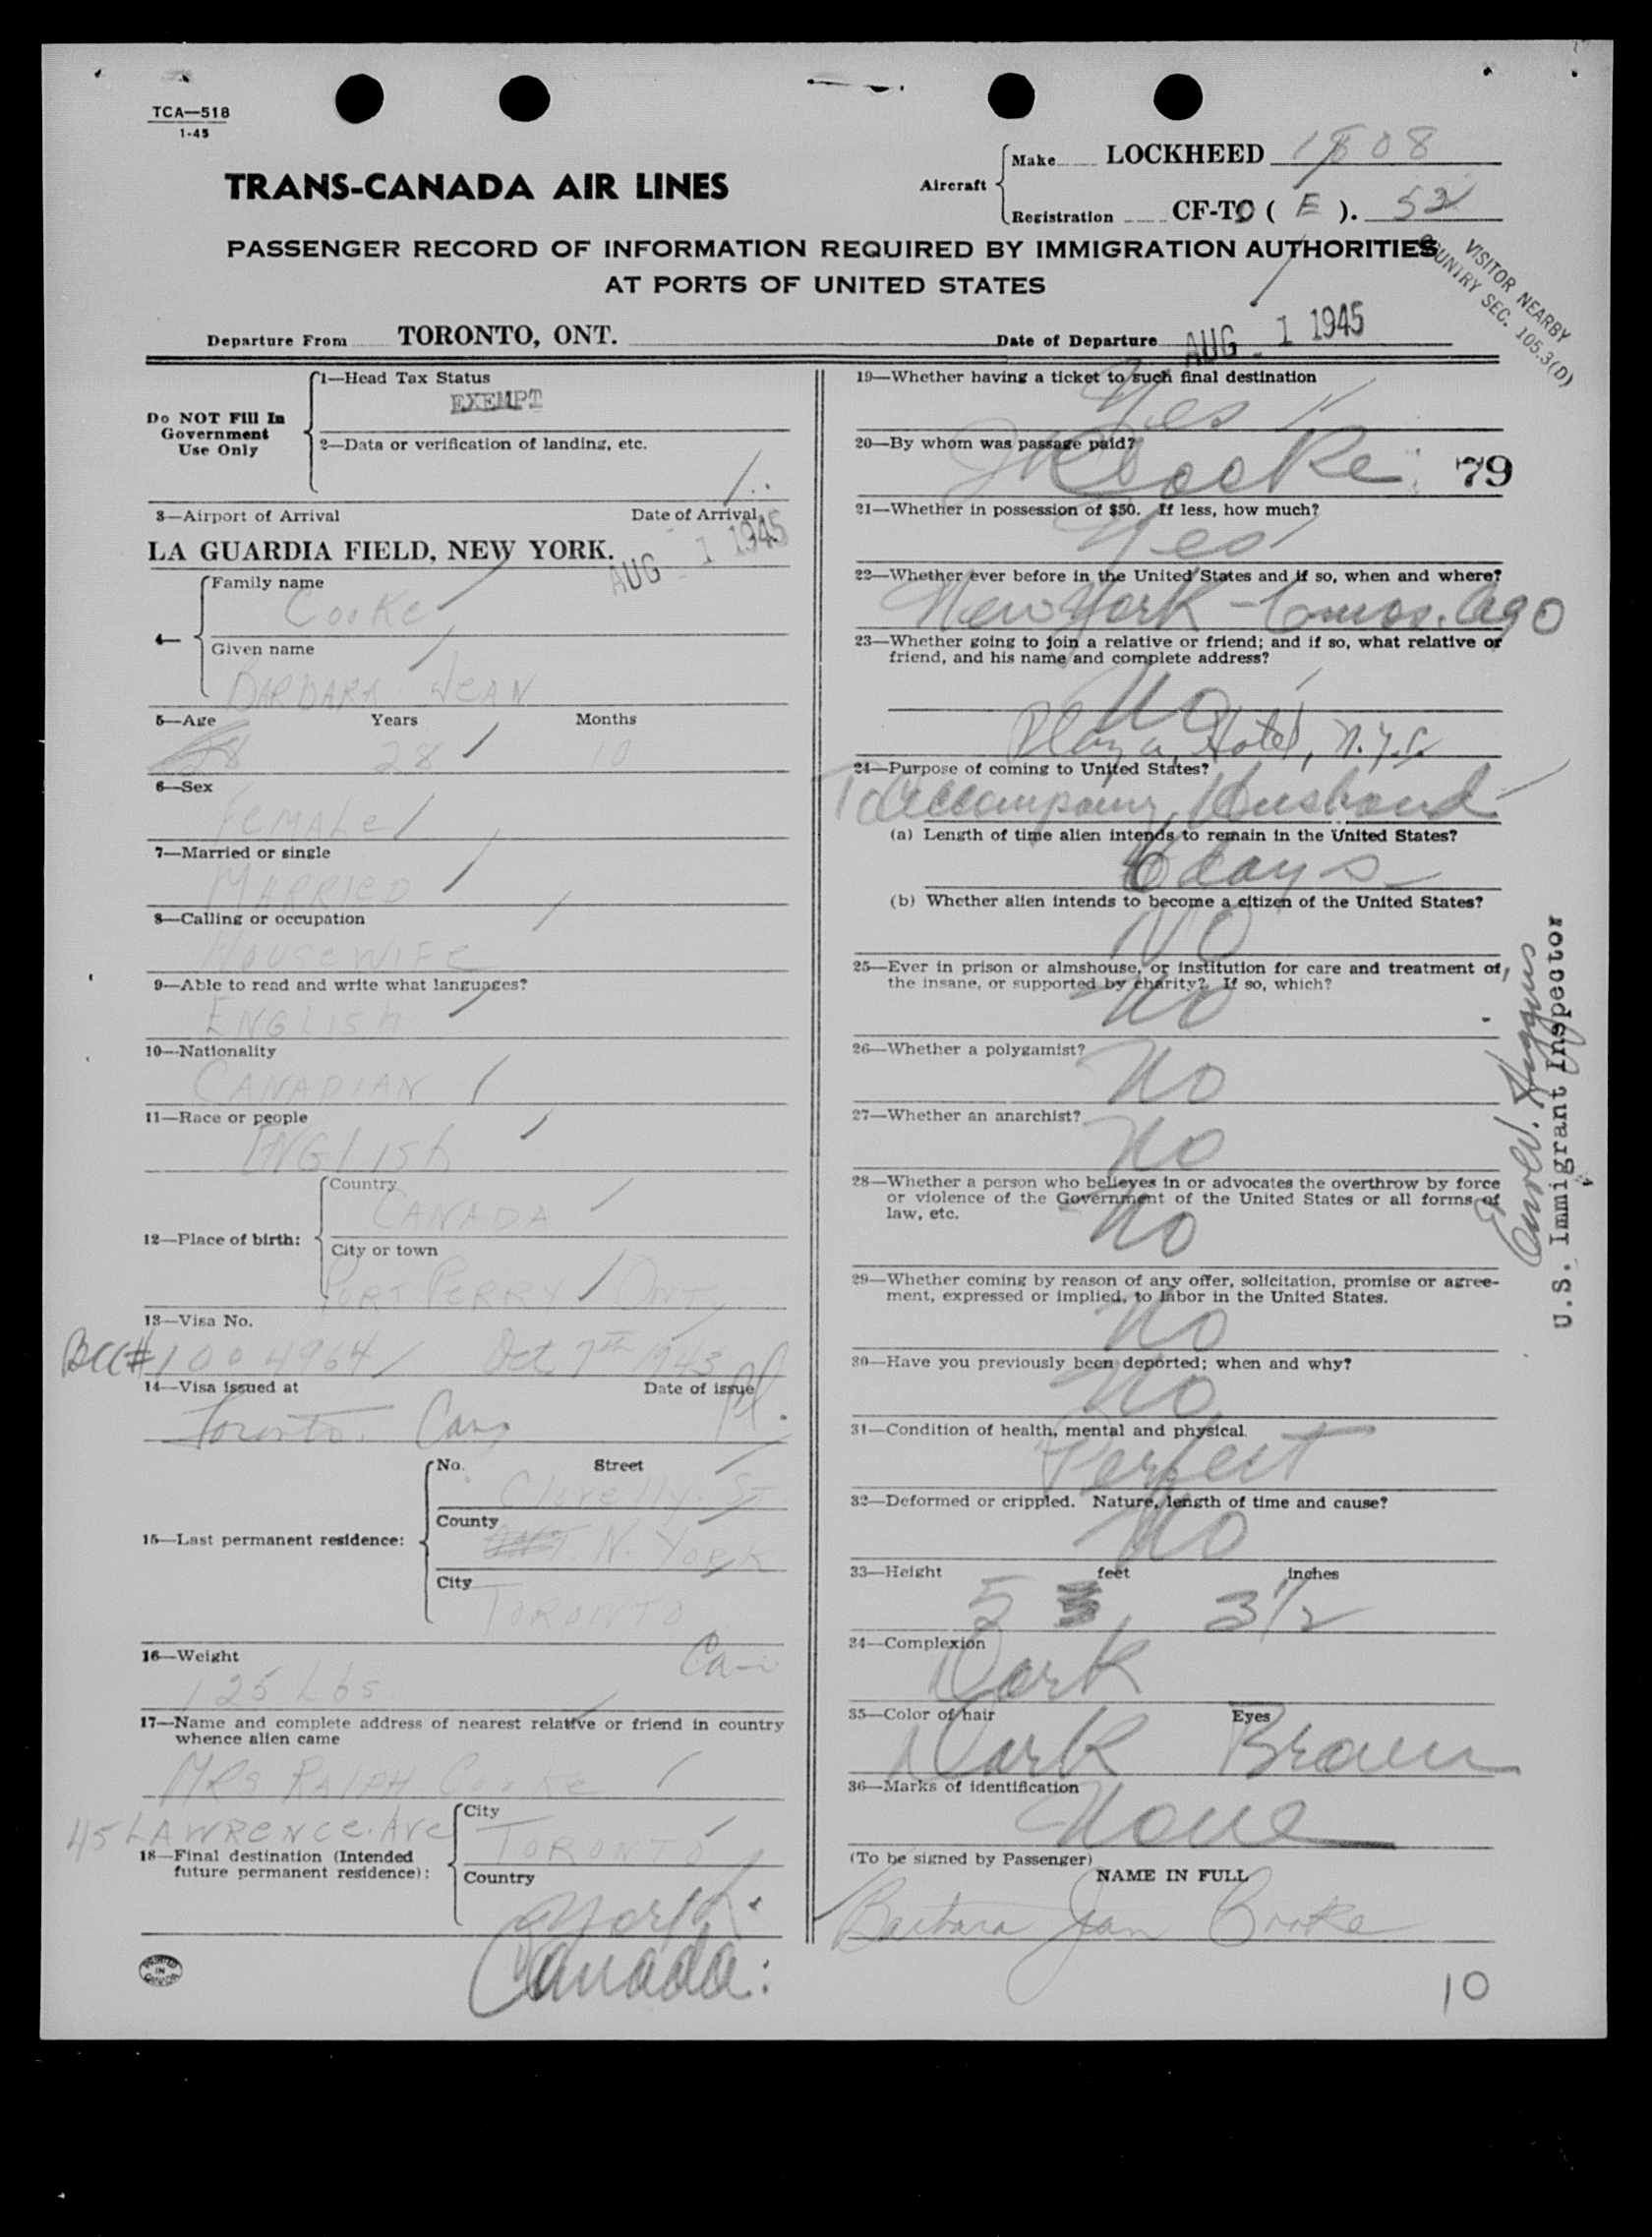 TCA—518
1-45
TRANS-CANADA AIR LINES
Aircraft
Make LOCKHEED 1808
Registration CF-TO ( E ). 52
PASSENGER RECORD OF INFORMATION REQUIRED BY IMMIGRATION AUTHORITIES
AT PORTS OF UNITED STATES
VISITOR NEARBY
COUNTRY SEC. 105.3(D)
Departure From TORONTO, ONT. Date of Departure AUG - 1 1945
Do NOT Fill In
Government
Use Only
1—Head Tax Status
EXEMPT
2—Data or verification of landing, etc.
3—Airport of Arrival Date of Arrival
LA GUARDIA FIELD, NEW YORK. AUG - 1 1945
4—
Family name
Cooke
Given name
BARBARA JEAN
5—Age Years Months
28 28 10
6—Sex
FEMALE
7—Married or single
MARRIED
8—Calling or occupation
HOUSEWIFE
9—Able to read and write what languages?
ENGLISH
10—Nationality
CANADIAN
11—Race or people
ENGLISH
12—Place of birth:
Country
CANADA
City or town
PORT PERRY ONT.
13—Visa No.
BCC# 1004964 Oct 7th 1943
14—Visa issued at Date of issue
Toronto. Can
15—Last permanent residence:
No. Street
Clovelly. ST
County
N. YORK
City
TORONTO
Can
16—Weight
125 Lbs.
17—Name and complete address of nearest relative or friend in country
whence alien came
MRS RALPH COOKE
45 LAWRENCE. AVE
18—Final destination (Intended
future permanent residence):
City
TORONTO
Country
York.
Canada.
PRINTED
IN
CANADA
19—Whether having a ticket to such final destination
Yes
20—By whom was passage paid?
Cooke 79
21—Whether in possession of $50. If less, how much?
Yes
22—Whether ever before in the United States and if so, when and where?
New York - 6 mos. ago
23—Whether going to join a relative or friend; and if so, what relative or
friend, and his name and complete address?
No
Plaza Hotel, N.Y.C.
24—Purpose of coming to United States?
To Accompany Husband
(a) Length of time alien intends to remain in the United States?
6 days
(b) Whether alien intends to become a citizen of the United States?
NO
25—Ever in prison or almshouse, or institution for care and treatment of,
the insane, or supported by charity? If so, which?
No
26—Whether a polygamist?
No
27—Whether an anarchist?
No
28—Whether a person who believes in or advocates the overthrow by force
or violence of the Government of the United States or all forms of
law, etc.
No
29—Whether coming by reason of any offer, solicitation, promise or agree-
ment, expressed or implied, to labor in the United States.
No
30—Have you previously been deported; when and why?
No
31—Condition of health, mental and physical.
Perfect
32—Deformed or crippled. Nature, length of time and cause?
No
33—Height feet inches
5 3 1/2
34—Complexion
Dark
35—Color of hair Eyes
Dark Brown
36—Marks of identification
None
(To be signed by Passenger)
NAME IN FULL
Barbara Jean Cooke
10
U.S. Immigrant Inspector